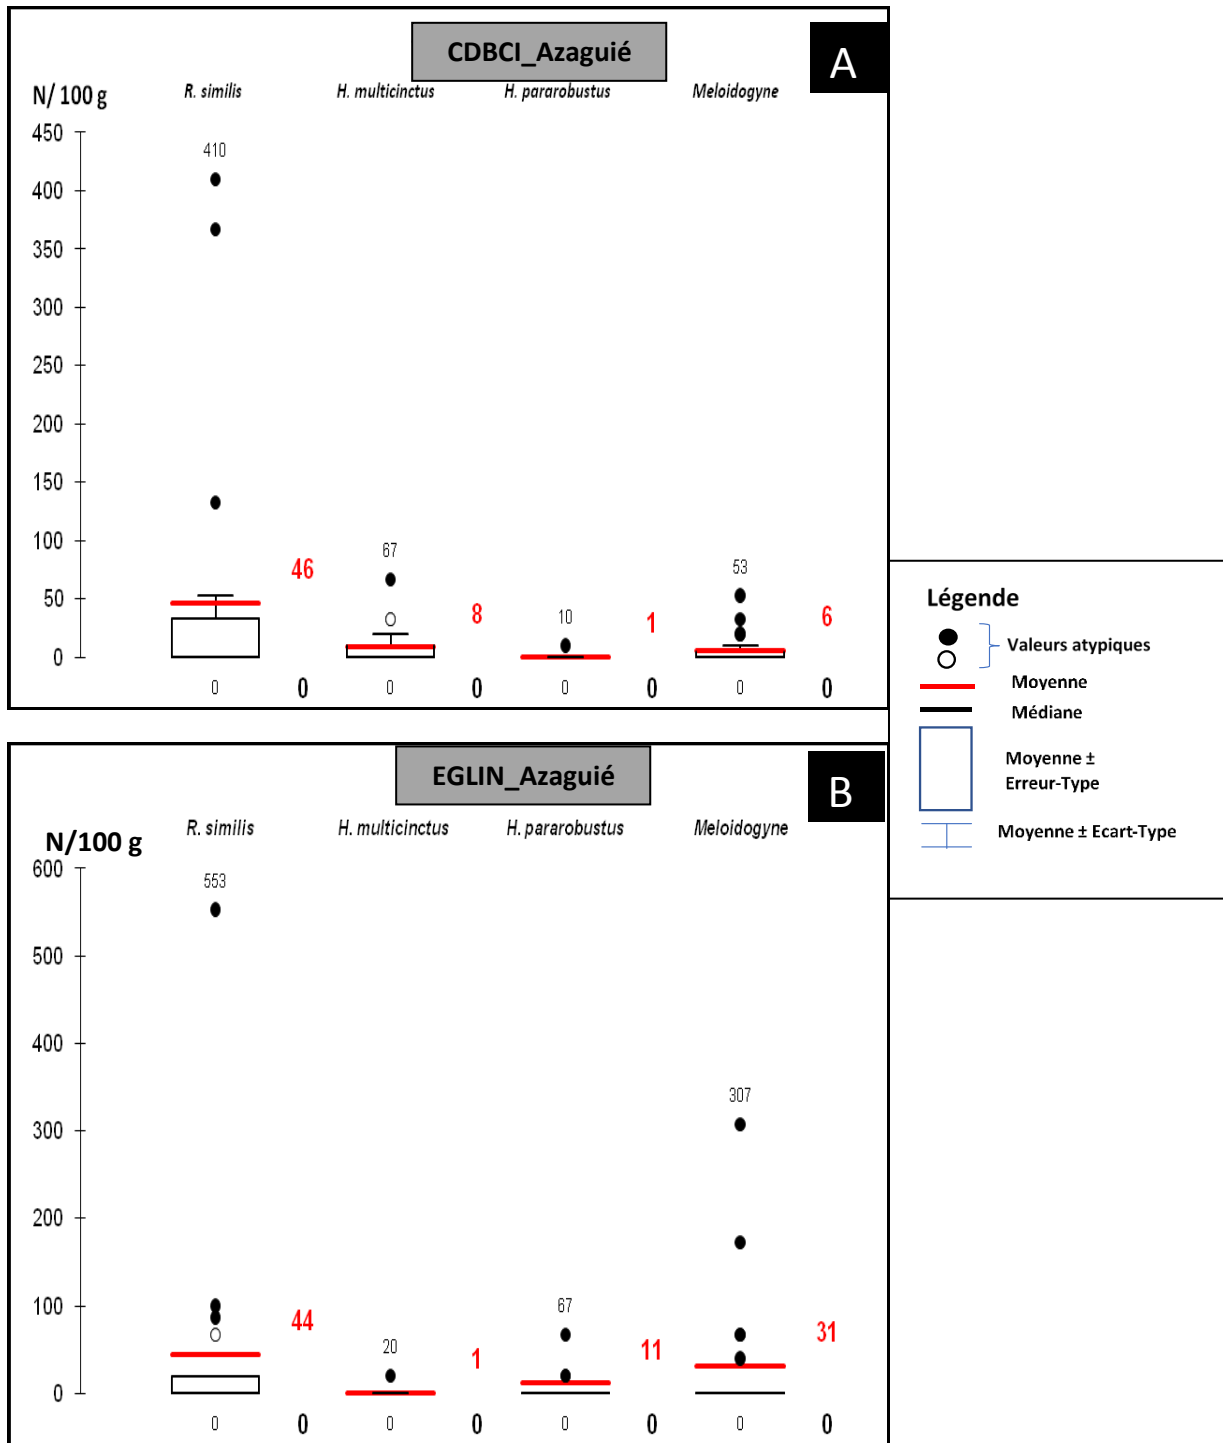 CDBCI_Azaguié
A
N/ 100 g
R. similis H. multicinctus H. pararobustus Meloidogyne
450
410
400
350
300
250
200
150
100
67
53
50
46
10
8
1
6
0
0 0 0 0 0 0 0 0
EGLIN_Azaguié
B
N/100 g
R. similis H. multicinctus H. pararobustus Meloidogyne
600
553
500
400
300
307
200
100
67
44
20
1
11
31
0
0 0 0 0 0 0 0 0
Légende
Valeurs atypiques
Moyenne
Médiane
Moyenne ±
Erreur-Type
Moyenne ± Ecart-Type